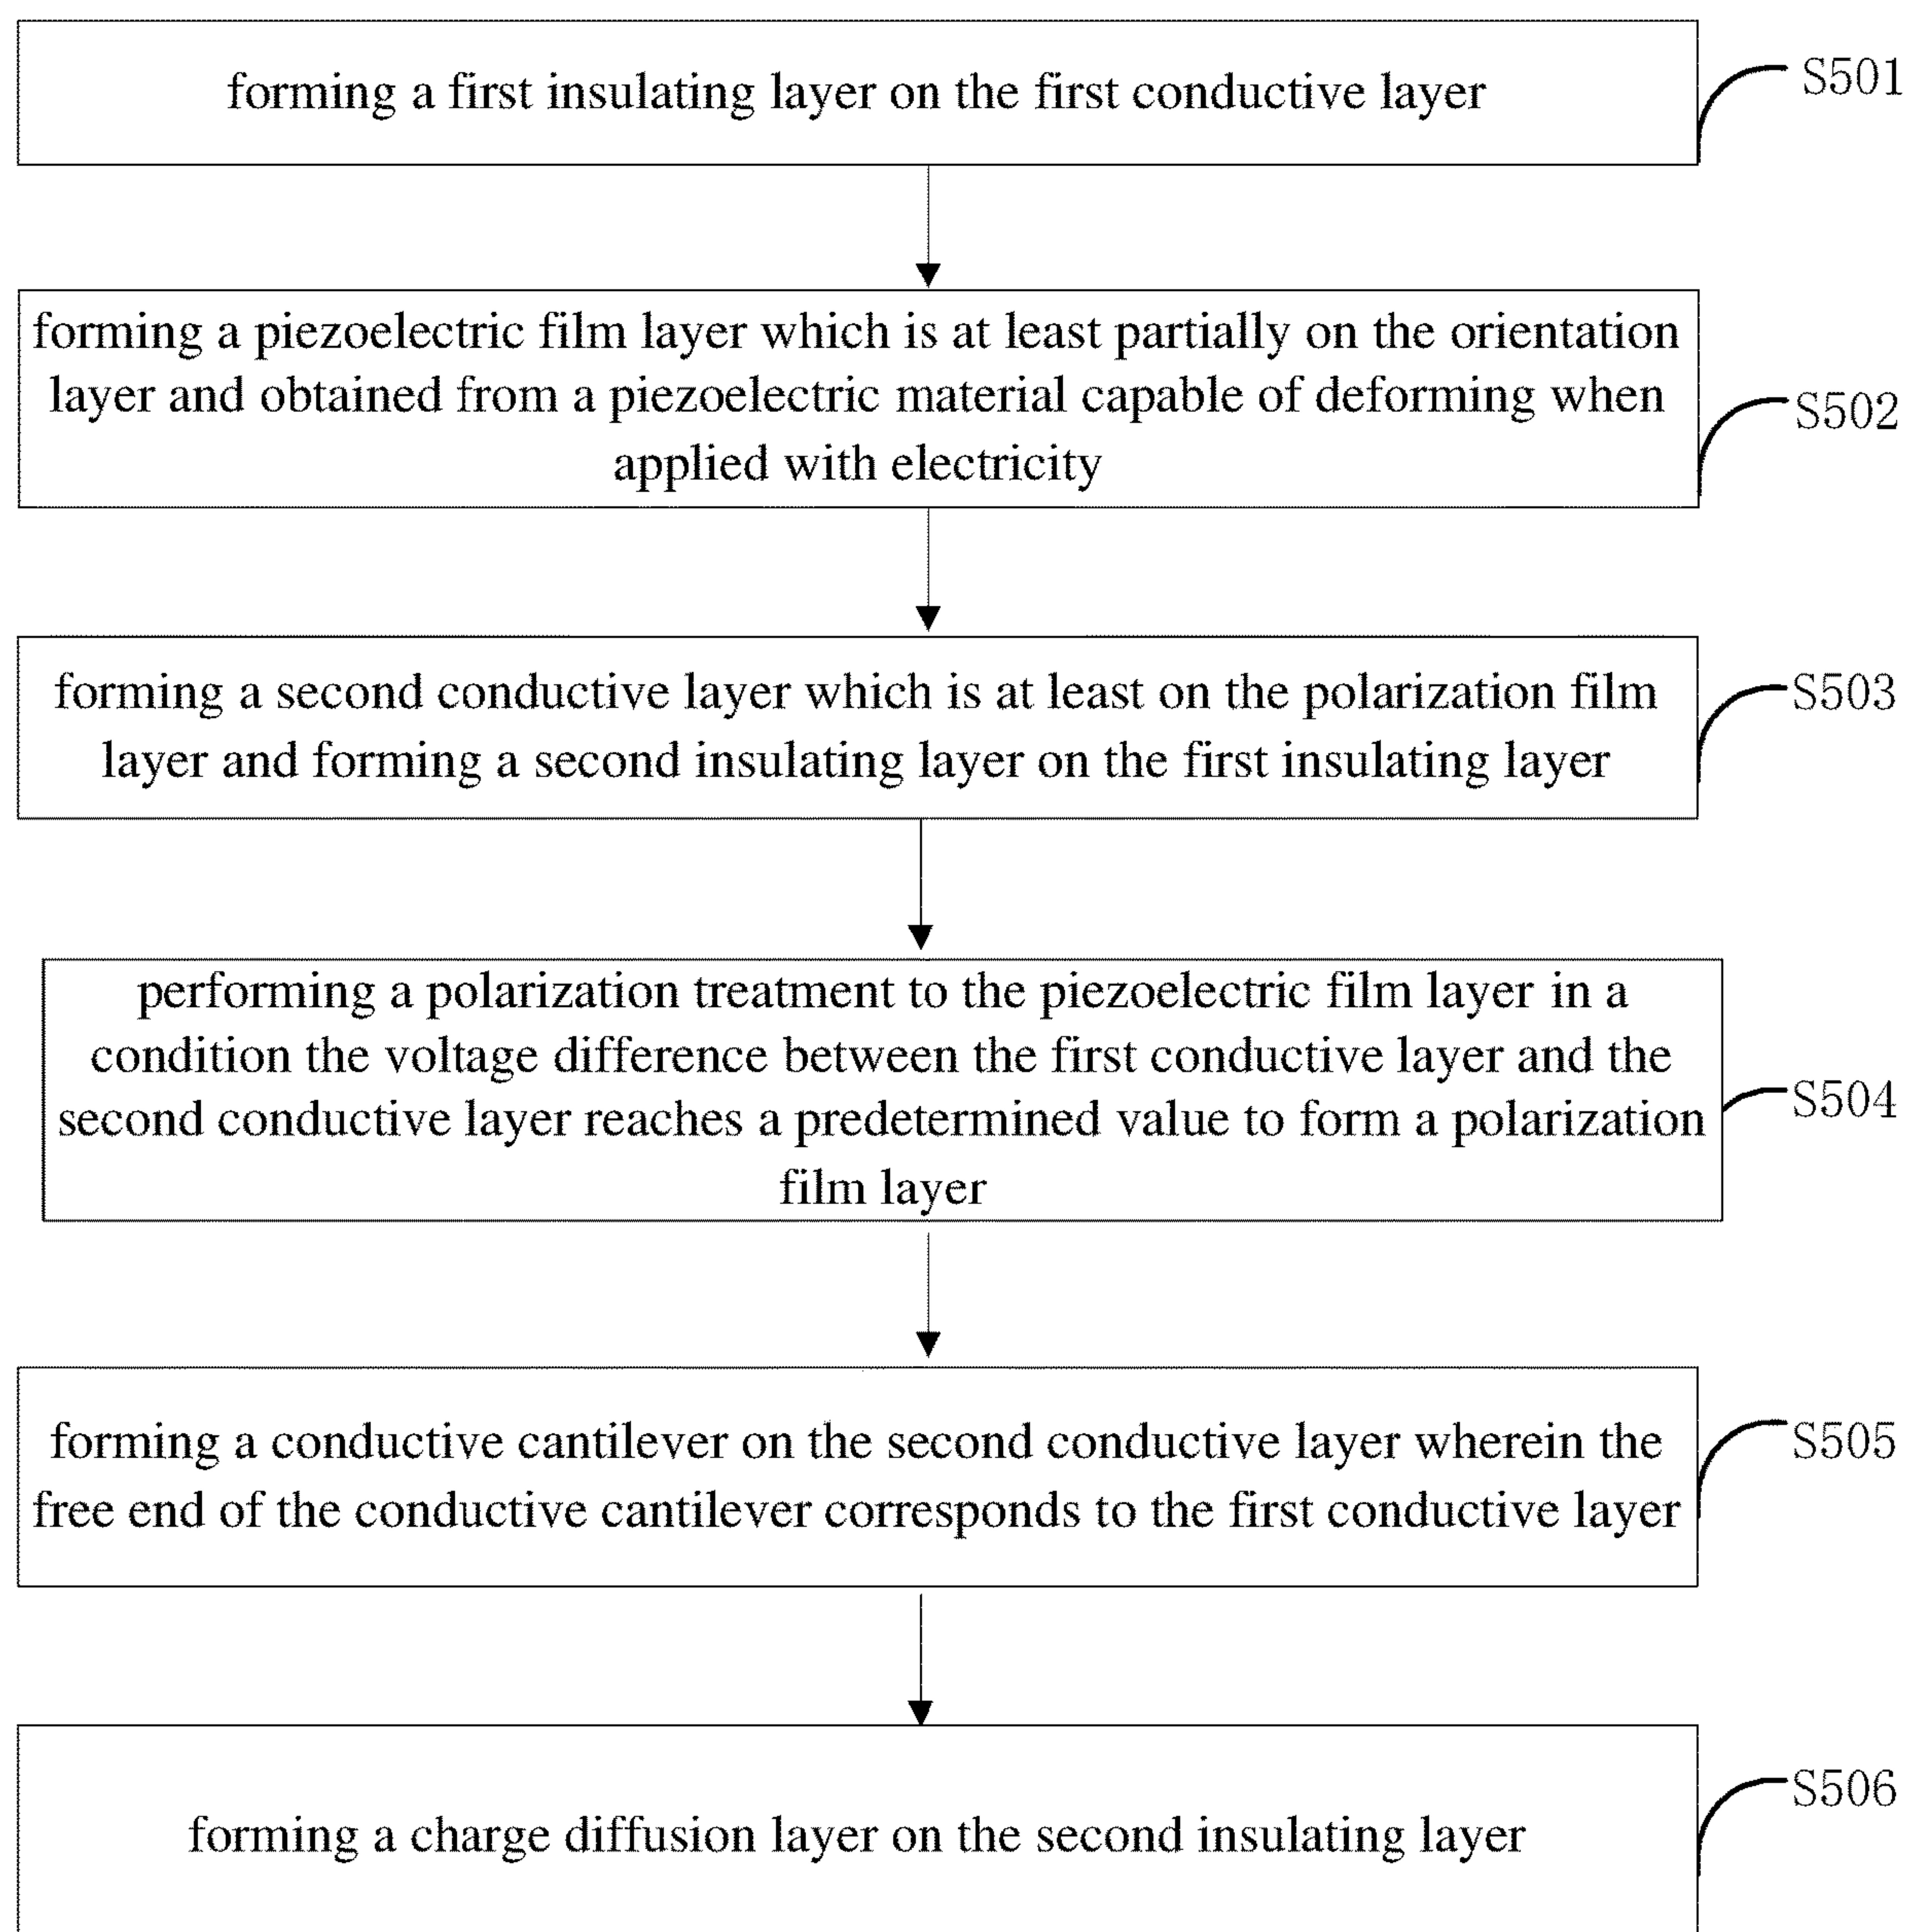 forming a first insulating layer on the first conductive layer
S501
forming a piezoelectric film layer which is at least partially on the orientation
layer and obtained from a piezoelectric material capable of deforming when
applied with electricity
S502
forming a second conductive layer which is at least on the polarization film
layer and forming a second insulating layer on the first insulating layer
S503
performing a polarization treatment to the piezoelectric film layer in a
condition the voltage difference between the first conductive layer and the
second conductive layer reaches a predetermined value to form a polarization
film layer
S504
forming a conductive cantilever on the second conductive layer wherein the
free end of the conductive cantilever corresponds to the first conductive layer
S505
forming a charge diffusion layer on the second insulating layer
S506